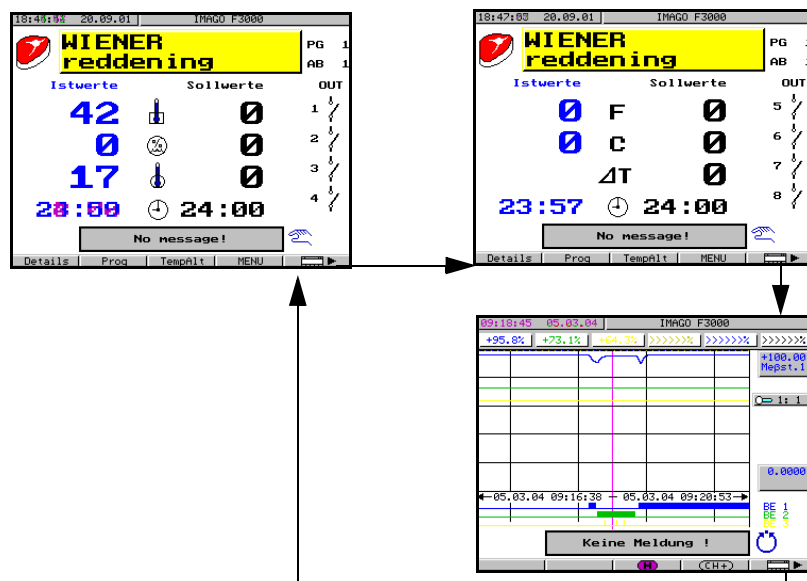 20.09.01 IMAGO F3000
WIENER
reddening
PG 1
AB 1
Istwerte Sollwerte OUT
42 0 1
0 % 0 2
17 0 3
24:00 4
No message!
Details Prog TempAlt MENU
18:47:03 20.09.01 IMAGO F3000
WIENER
reddening
PG
AB
Istwerte Sollwerte OUT
0 F 0 5
0 C 0 6
⊿T 0 7
23:57 24:00 8
No message!
Details Prog TempAlt MENU
09:18:45 05.03.04 IMAGO F3000
+95.8% +73.1% +64.3% >>>>>>% >>>>>>% >>>>>>%
+100.00
Meβst.1
1: 1
0.0000
05.03.04 09:16:38 - 05.03.04 09:20:53
BE 1
BE 2
BE 3
Keine Meldung !
M (CH+)